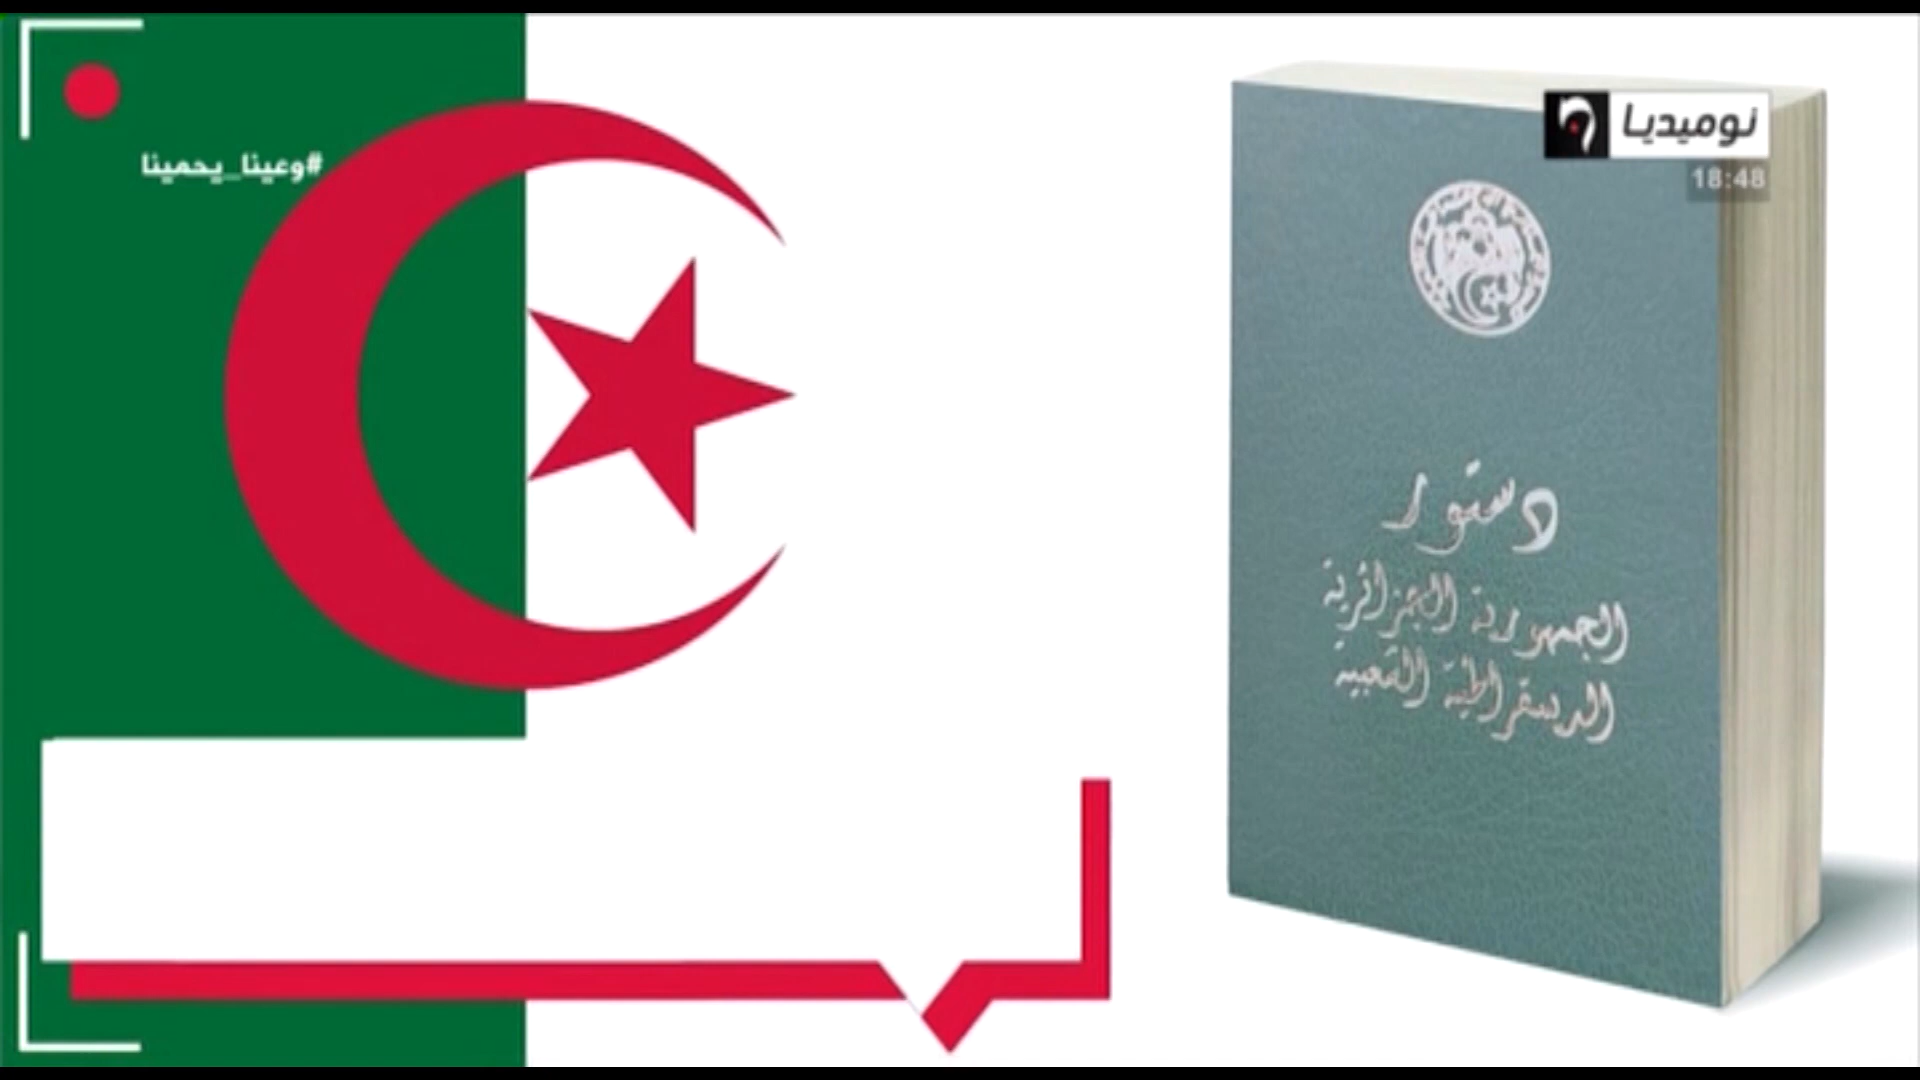 #وعينا_يحمينا
نوميديا
18:48
دستور
الجمهورية الجزائرية
الديمقراطية الشعبية